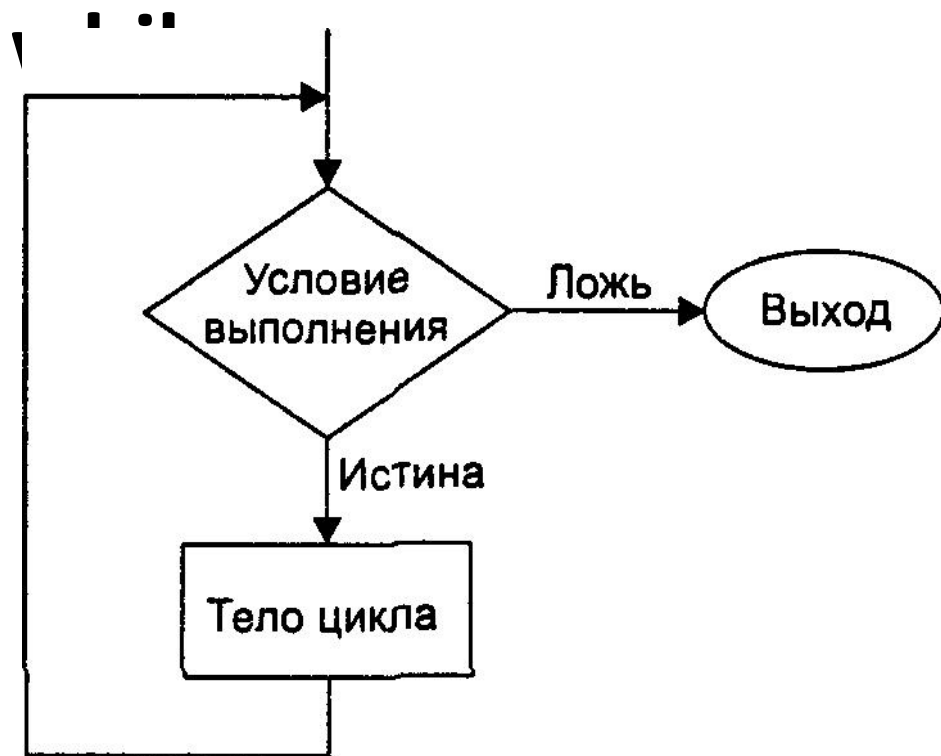 Условие
выполнения
Ложь
Выход
Истина
Тело цикла